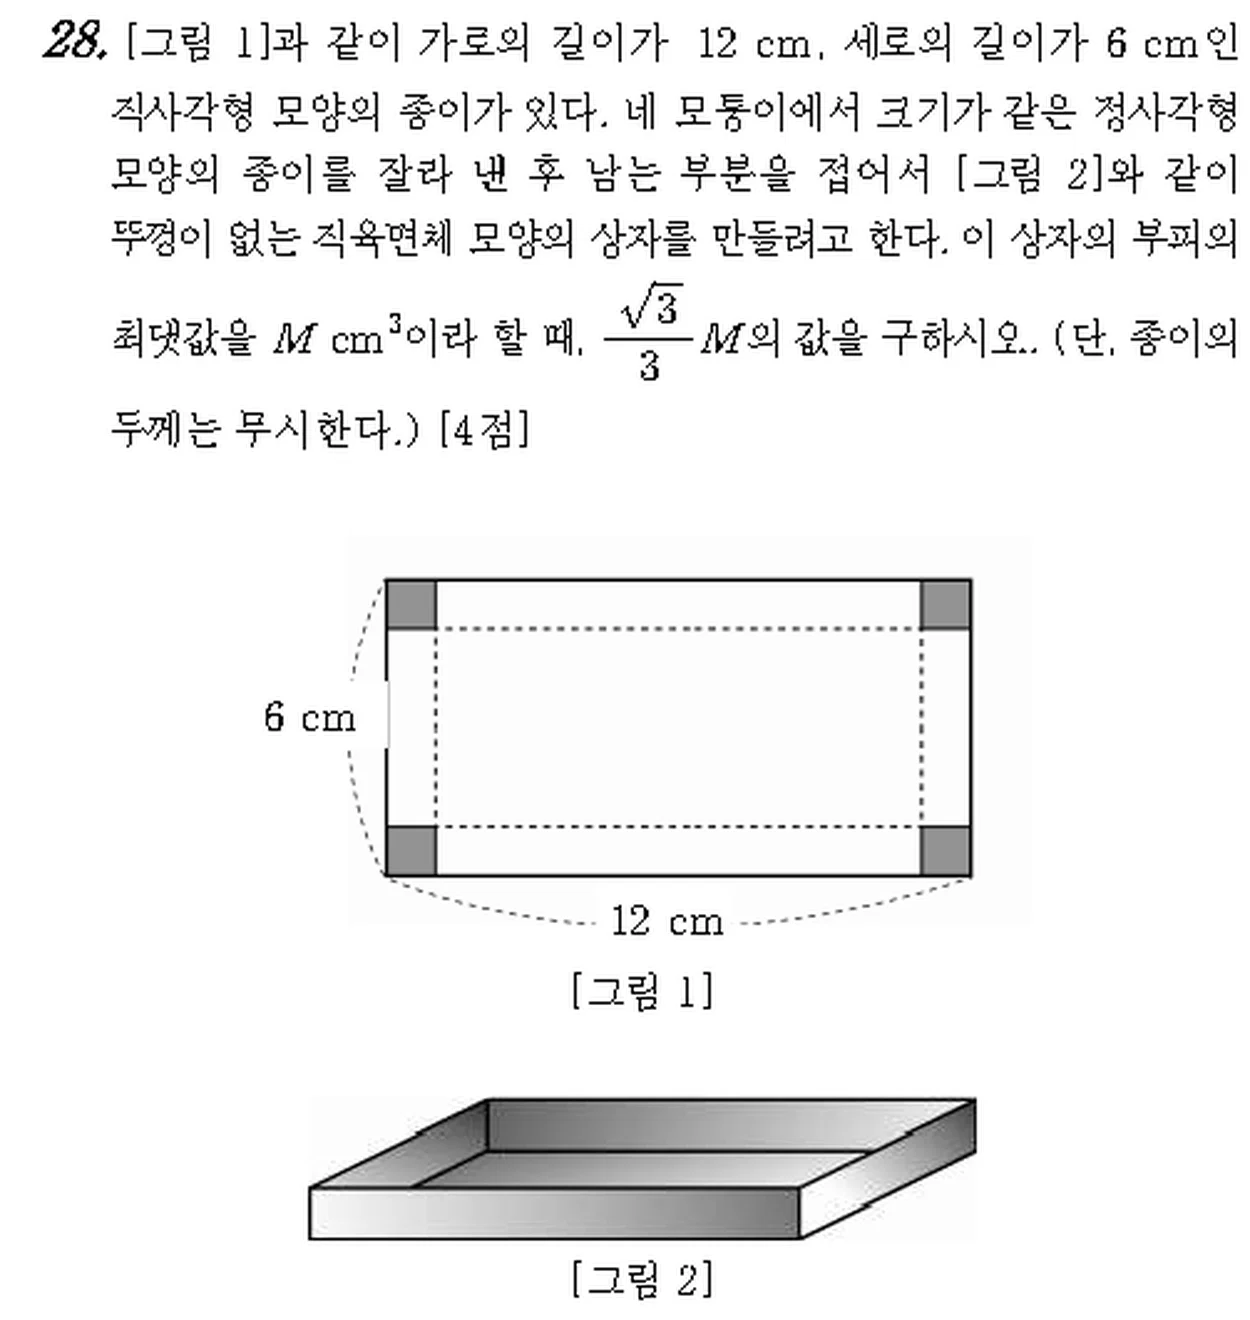 28. [그림 1]과 같이 가로의 길이가 12 cm, 세로의 길이가 6 cm인
직사각형 모양의 종이가 있다. 네 모퉁이에서 크기가 같은 정사각형
모양의 종이를 잘라 낸 후 남는 부분을 접어서 [그림 2]와 같이
뚜껑이 없는 직육면체 모양의 상자를 만들려고 한다. 이 상자의 부피의
최댓값을 M cm³이라 할 때, √3/3 M의 값을 구하시오. (단, 종이의
두께는 무시한다.) [4점]
6 cm
12 cm
[그림 1]
[그림 2]